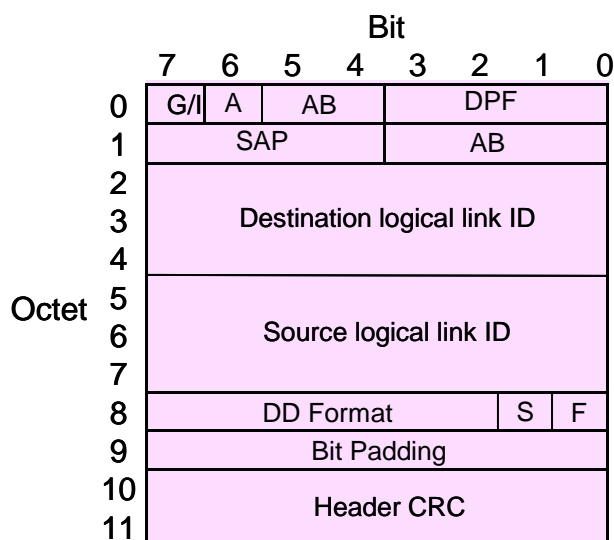 Bit
7 6 5 4 3 2 1 0
0 G/I A AB DPF
1 SAP AB
2
3 Destination logical link ID
4
Octet 5
6 Source logical link ID
7
8 DD Format S F
9 Bit Padding
10
Header CRC
11